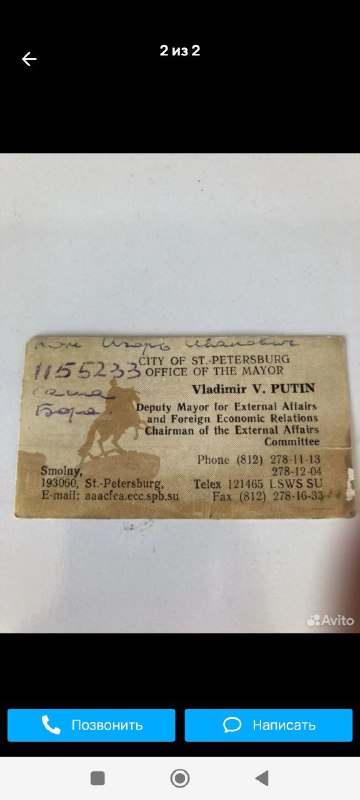 2 из 2
Игорь Иванович
1155233
саша
CITY OF ST.-PETERSBURG
OFFICE OF THE MAYOR
Vladimir V. PUTIN
Deputy Mayor for External Affairs
and Foreign Economic Relations
Chairman of the External Affairs
Committee
Phone (812) 278-11-13
278-12-04
Telex 121465 LSWS SU
Fax (812) 278-16-33
Smolny,
193060, St.-Petersburg,
E-mail: aaacfea.ecc.spb.su
Avito
Позвонить
Написать